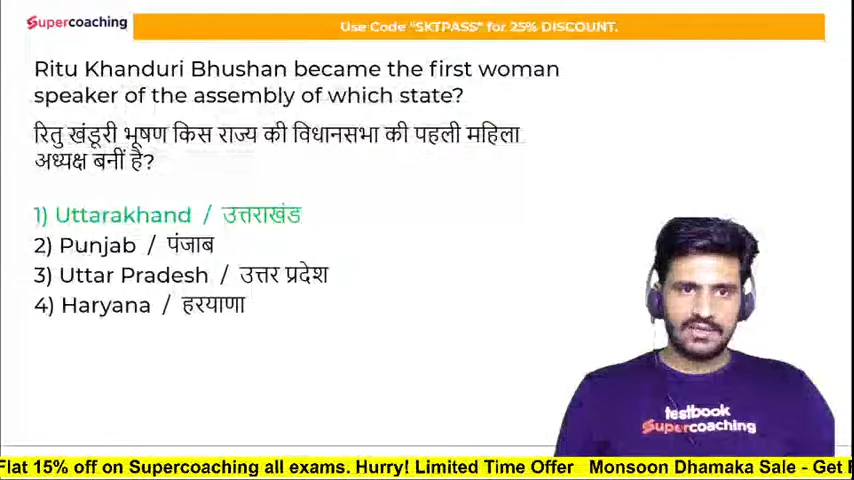 Supercoaching
Use Code "SKTPASS" for 25% DISCOUNT.
Ritu Khanduri Bhushan became the first woman
speaker of the assembly of which state?
रितु खंडूरी भूषण किस राज्य की विधानसभा की पहली महिला
अध्यक्ष बनीं है?
1) Uttarakhand / उत्तराखंड
2) Punjab / पंजाब
3) Uttar Pradesh / उत्तर प्रदेश
4) Haryana / हरयाणा
testbook
Supercoaching
Flat 15% off on Supercoaching all exams. Hurry! Limited Time Offer Monsoon Dhamaka Sale - Get